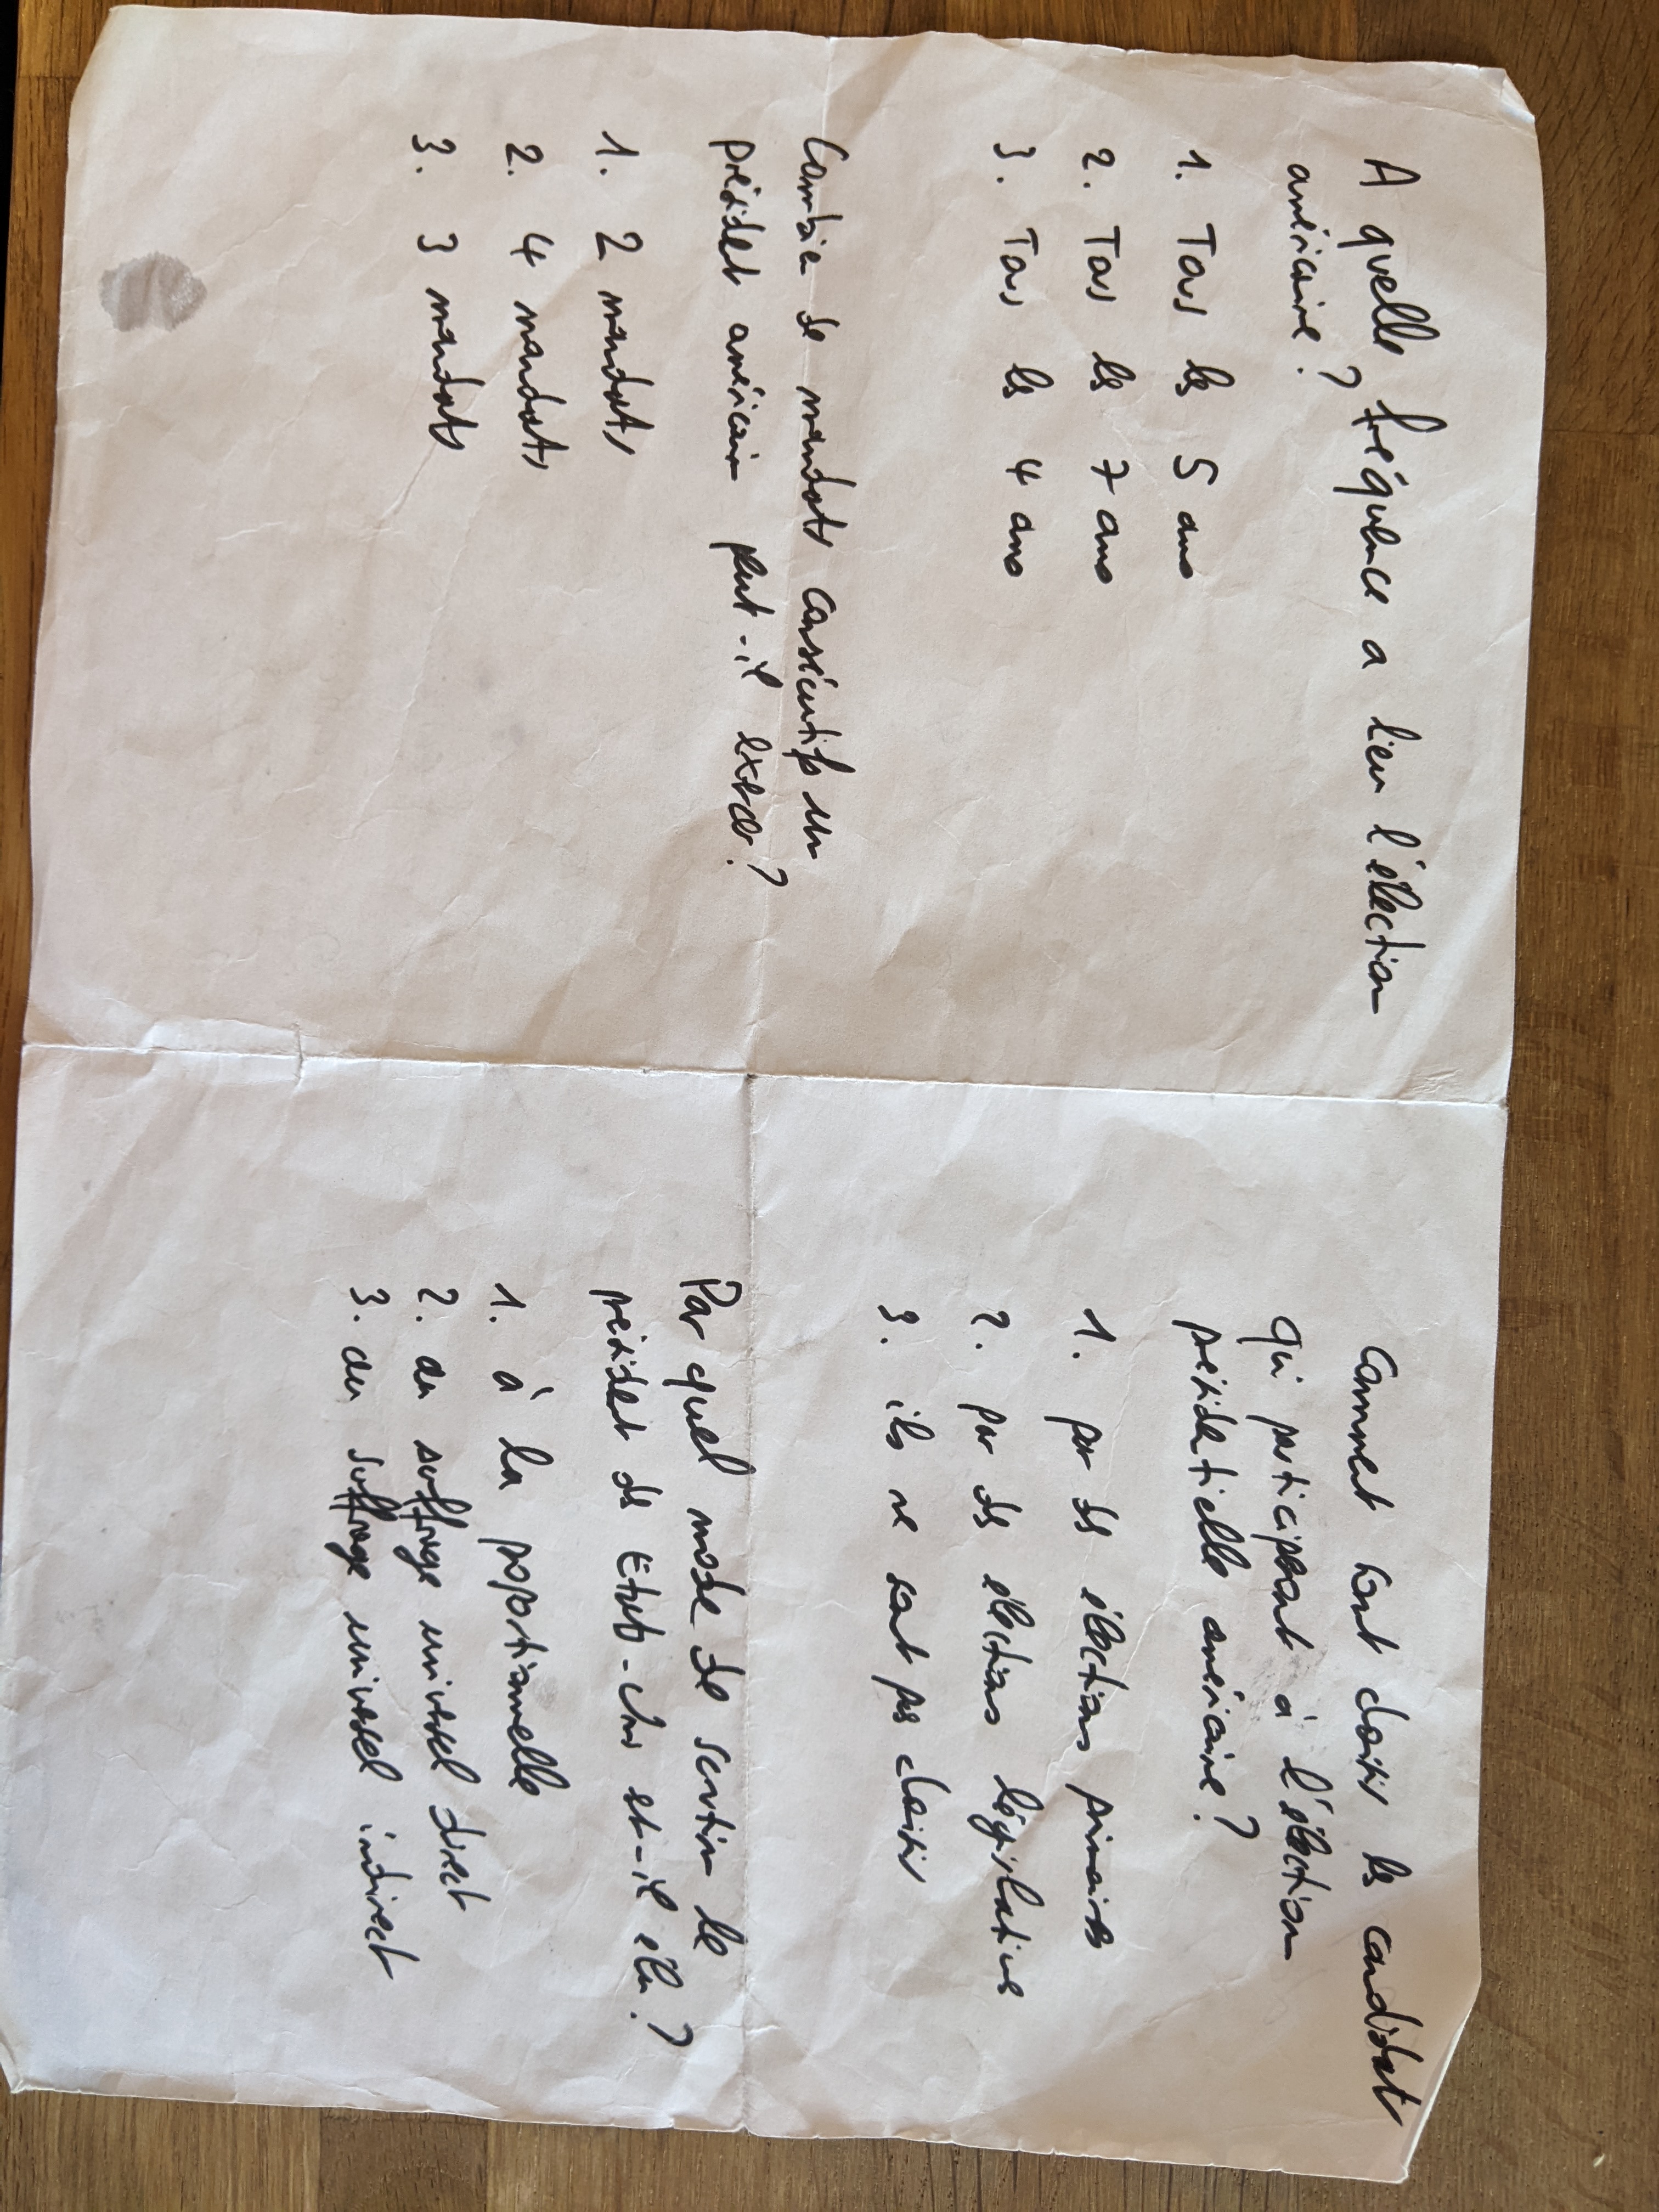 A quelle fréquence a lieu l'élection
américaine ?
1. Tous les 5 ans
2. Tous les 7 ans
3. Tous les 4 ans
Combien de mandats consécutifs un
président américain peut-il exercer ?
1. 2 mandats
2. 4 mandats
3. 3 mandats
Comment sont choisis les candidats
qui participeront à l'élection
présidentielle américaine ?
1. par des élections primaires
2. par des élections législatives
3. ils ne sont pas choisis
Par quel mode de scrutin le
président des Etats-Unis est-il élu ?
1. à la proportionnelle
2. au suffrage universel direct
3. au suffrage universel indirect